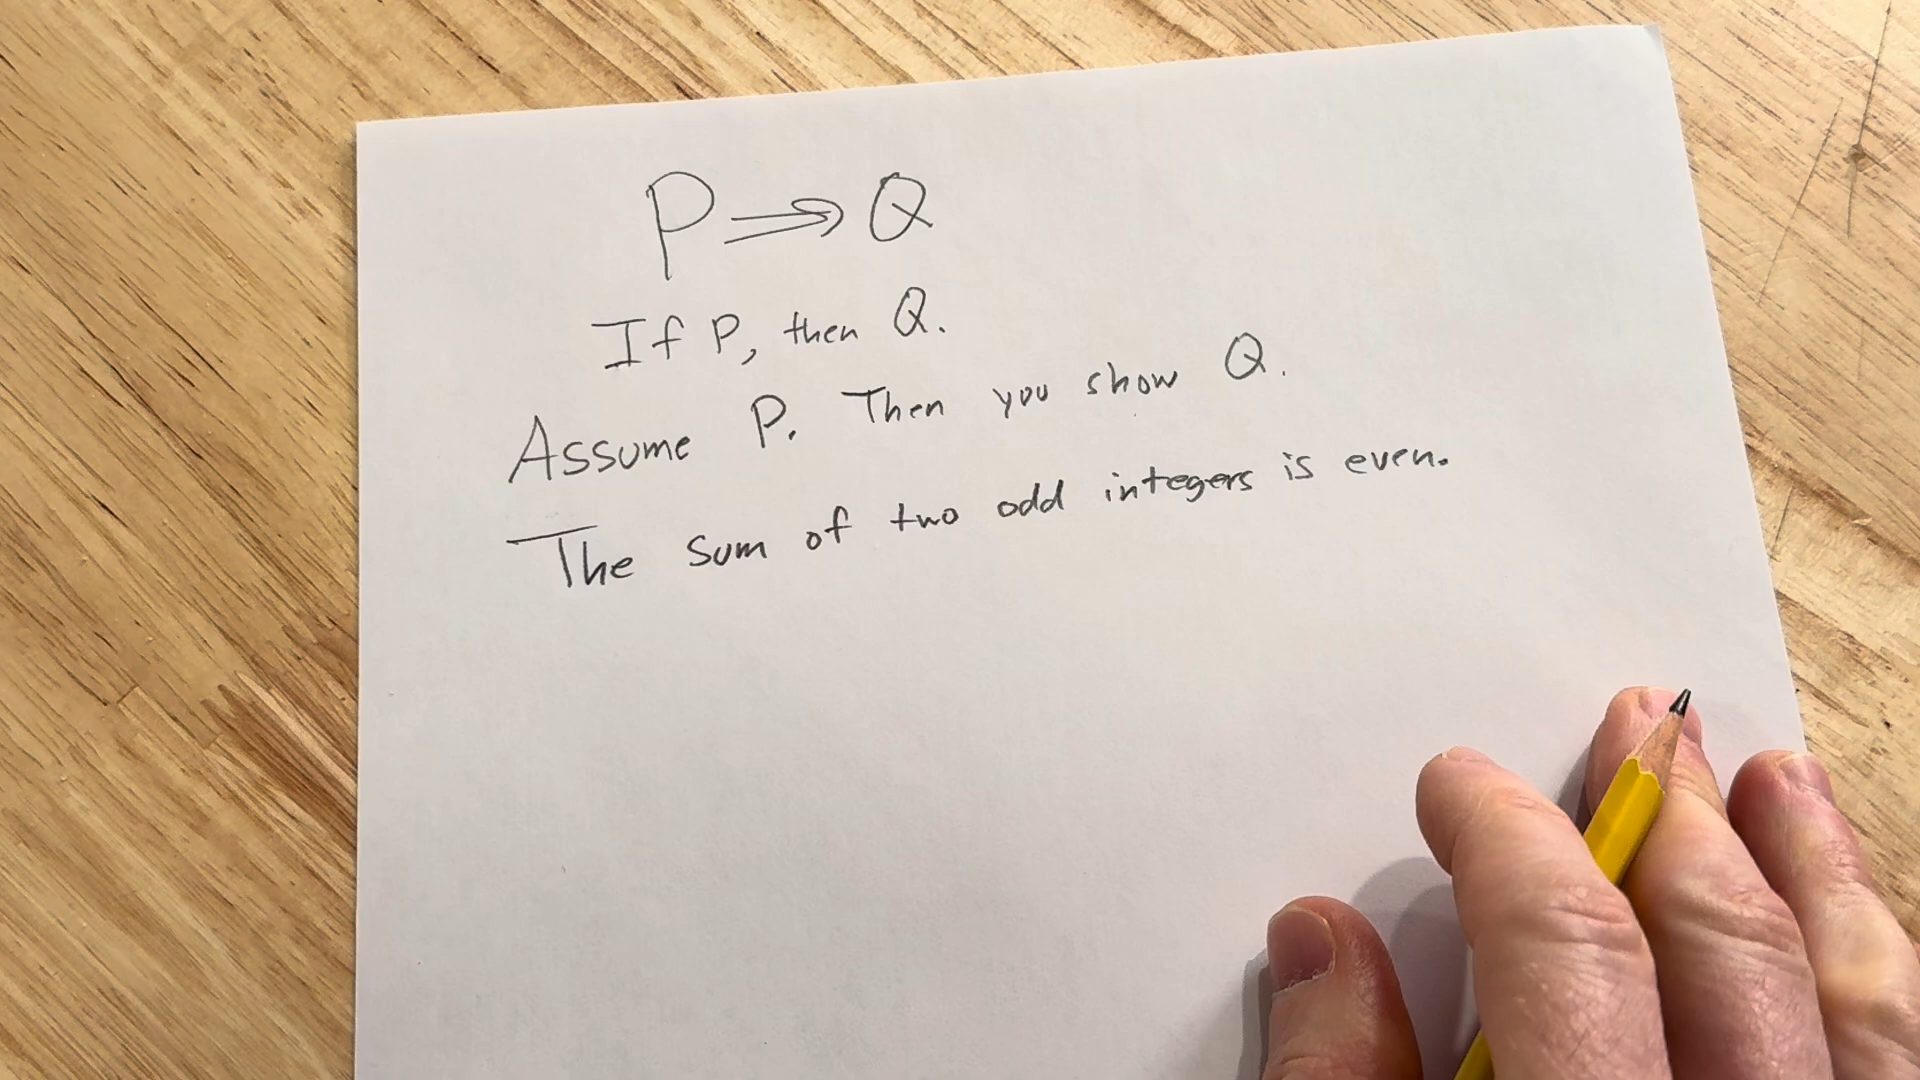 P ⇒ Q
If P, then Q.
Assume P. Then you show Q.
The sum of two odd integers is even.